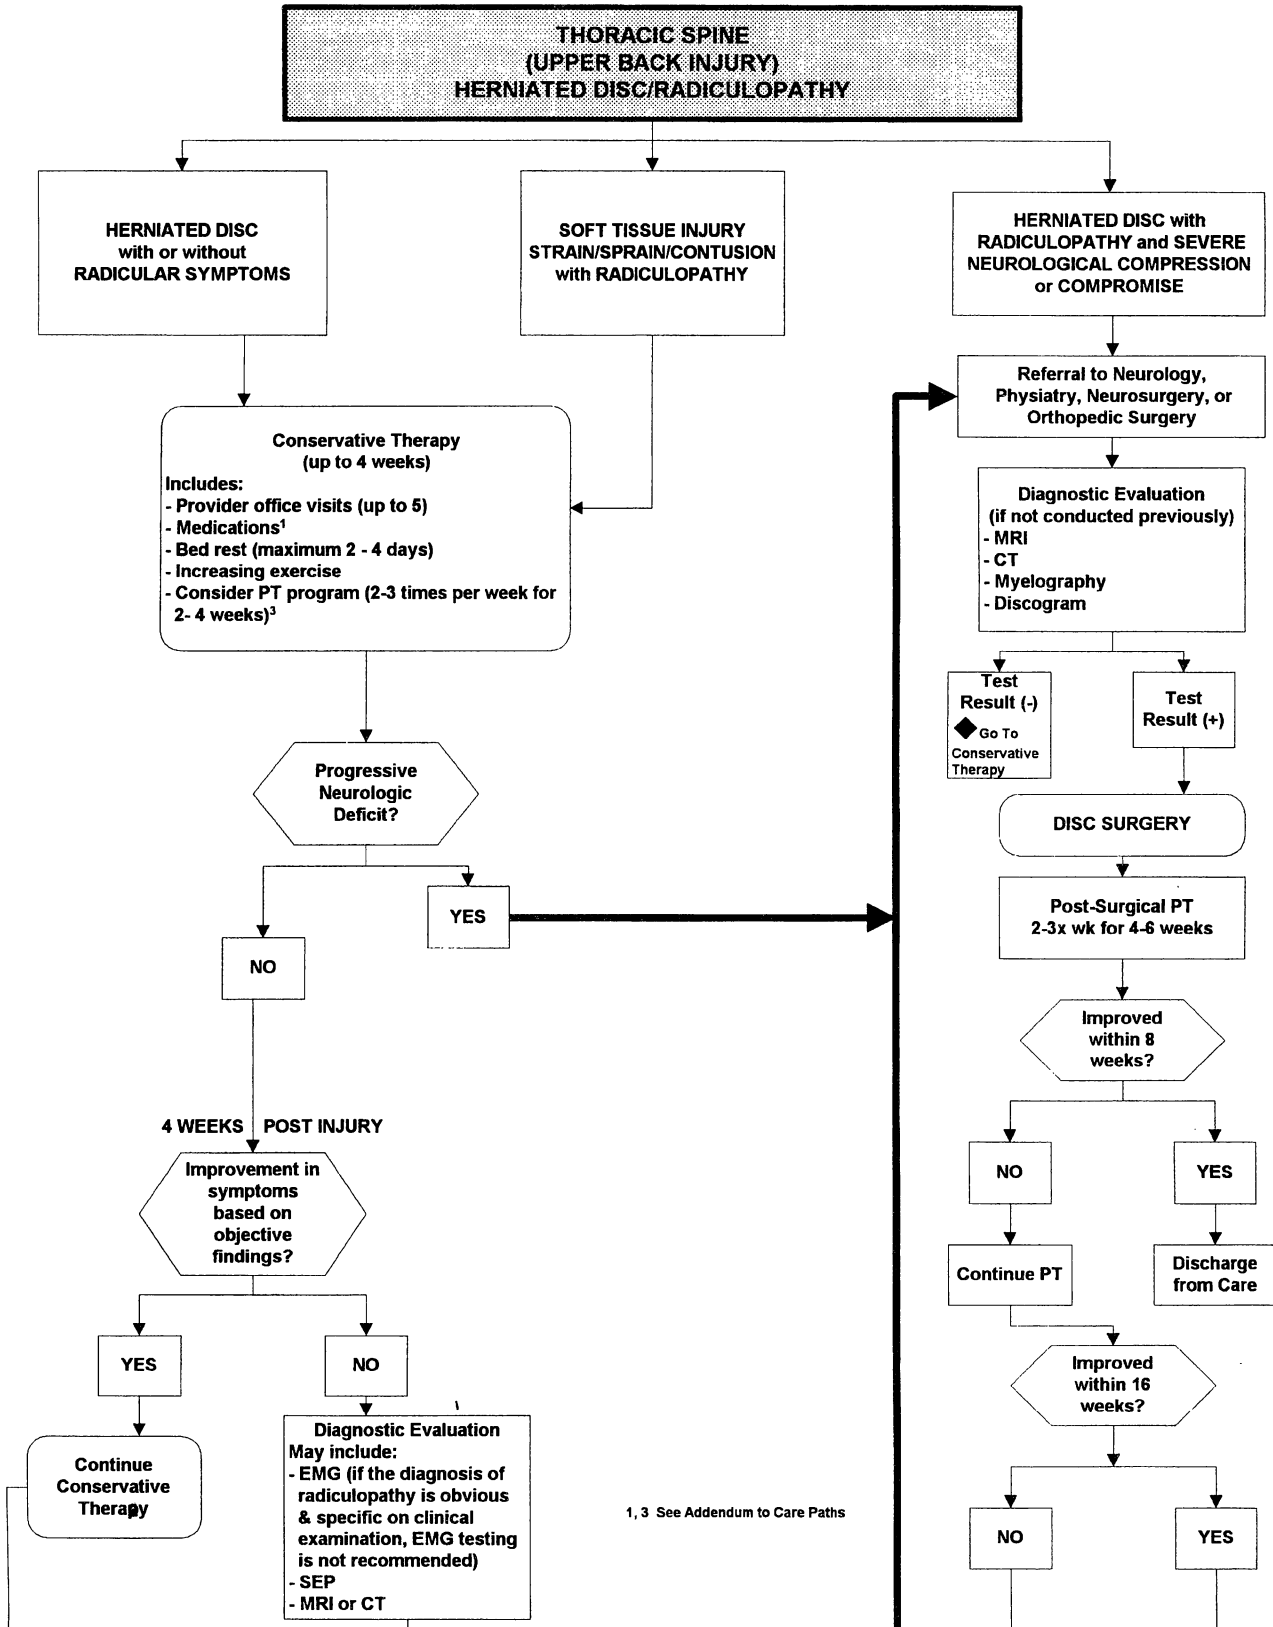 THORACIC SPINE
(UPPER BACK INJURY)
HERNIATED DISC/RADICULOPATHY
HERNIATED DISC
with or without
RADICULAR SYMPTOMS
SOFT TISSUE INJURY
STRAIN/SPRAIN/CONTUSION
with RADICULOPATHY
HERNIATED DISC with
RADICULOPATHY and SEVERE
NEUROLOGICAL COMPRESSION
or COMPROMISE
Conservative Therapy
(up to 4 weeks)
Includes:
- Provider office visits (up to 5)
- Medications¹
- Bed rest (maximum 2 - 4 days)
- Increasing exercise
- Consider PT program (2-3 times per week for
2- 4 weeks)³
Referral to Neurology,
Physiatry, Neurosurgery, or
Orthopedic Surgery
Diagnostic Evaluation
(if not conducted previously)
- MRI
- CT
- Myelography
- Discogram
Test
Result (-)
Go To
Conservative
Therapy
Test
Result (+)
Progressive
Neurologic
Deficit?
DISC SURGERY
YES
NO
Post-Surgical PT
2-3x wk for 4-6 weeks
Improved
within 8
weeks?
4 WEEKS POST INJURY
Improvement in
symptoms
based on
objective
findings?
NO
YES
Continue PT
Discharge
from Care
YES
NO
Improved
within 16
weeks?
Continue
Conservative
Therapy
Diagnostic Evaluation
May include:
- EMG (if the diagnosis of
radiculopathy is obvious
& specific on clinical
examination, EMG testing
is not recommended)
- SEP
- MRI or CT
1, 3 See Addendum to Care Paths
NO
YES